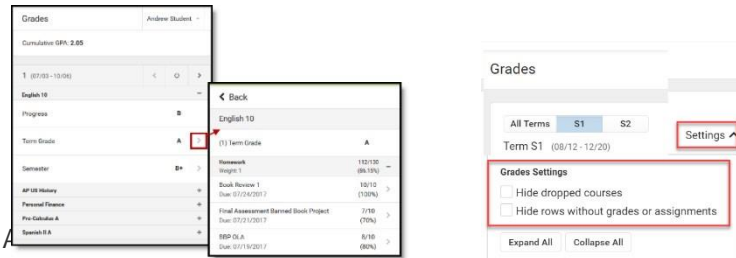 Grades Andrew Student
Cumulative GPA: 2.05
1 (07/03 - 10/06)
English 10
Progress B
Term Grade A
Semester B+
AP US History
Personal Finance
Pre-Calculus A
Spanish II A
A
Back
English 10
(1) Term Grade A
Homework
Weight: 1
112/130
(86.15%)
Book Review 1
Due: 07/24/2017
10/10
(100%)
Final Assessment Banned Book Project
Due: 07/21/2017
7/10
(70%)
BBP OLA
Due: 07/19/2017
8/10
(80%)
Grades
All Terms S1 S2
Term S1 (08/12 - 12/20)
Settings
Grades Settings
Hide dropped courses
Hide rows without grades or assignments
Expand All Collapse All